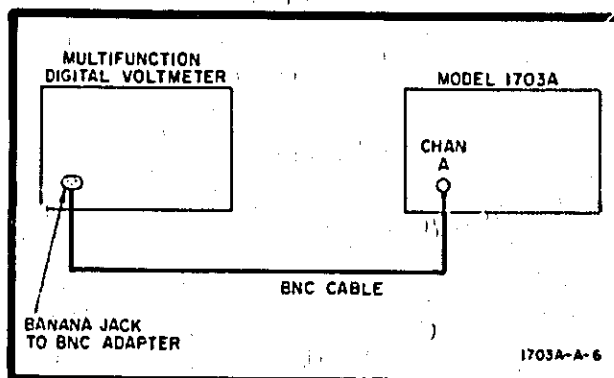 MULTIFUNCTION
DIGITAL VOLTMETER
MODEL 1703A
CHAN
A
BNC CABLE
BANANA JACK
TO BNC ADAPTER
1703A-A-6